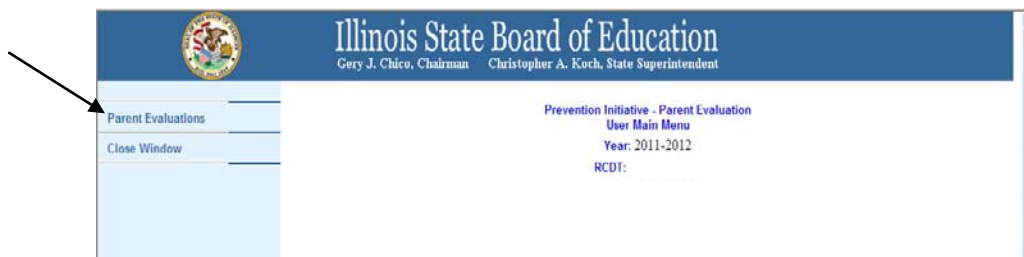 Illinois State Board of Education
Gery J. Chico, Chairman Christopher A. Koch, State Superintendent
Parent Evaluations
Close Window
Prevention Initiative - Parent Evaluation
User Main Menu
Year: 2011-2012
RCDT: